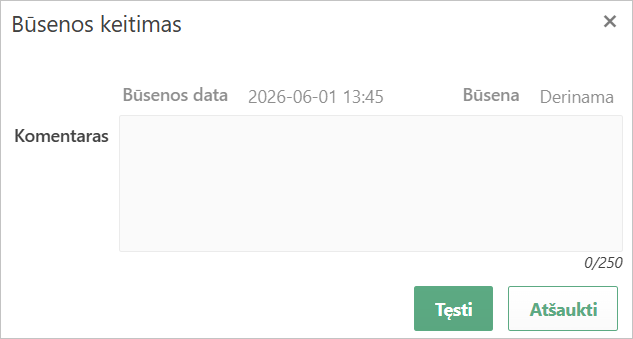 Būsenos keitimas ×
Būsenos data 2026-06-01 13:45 Būsena Derinama
Komentaras
0/250
Tęsti Atšaukti